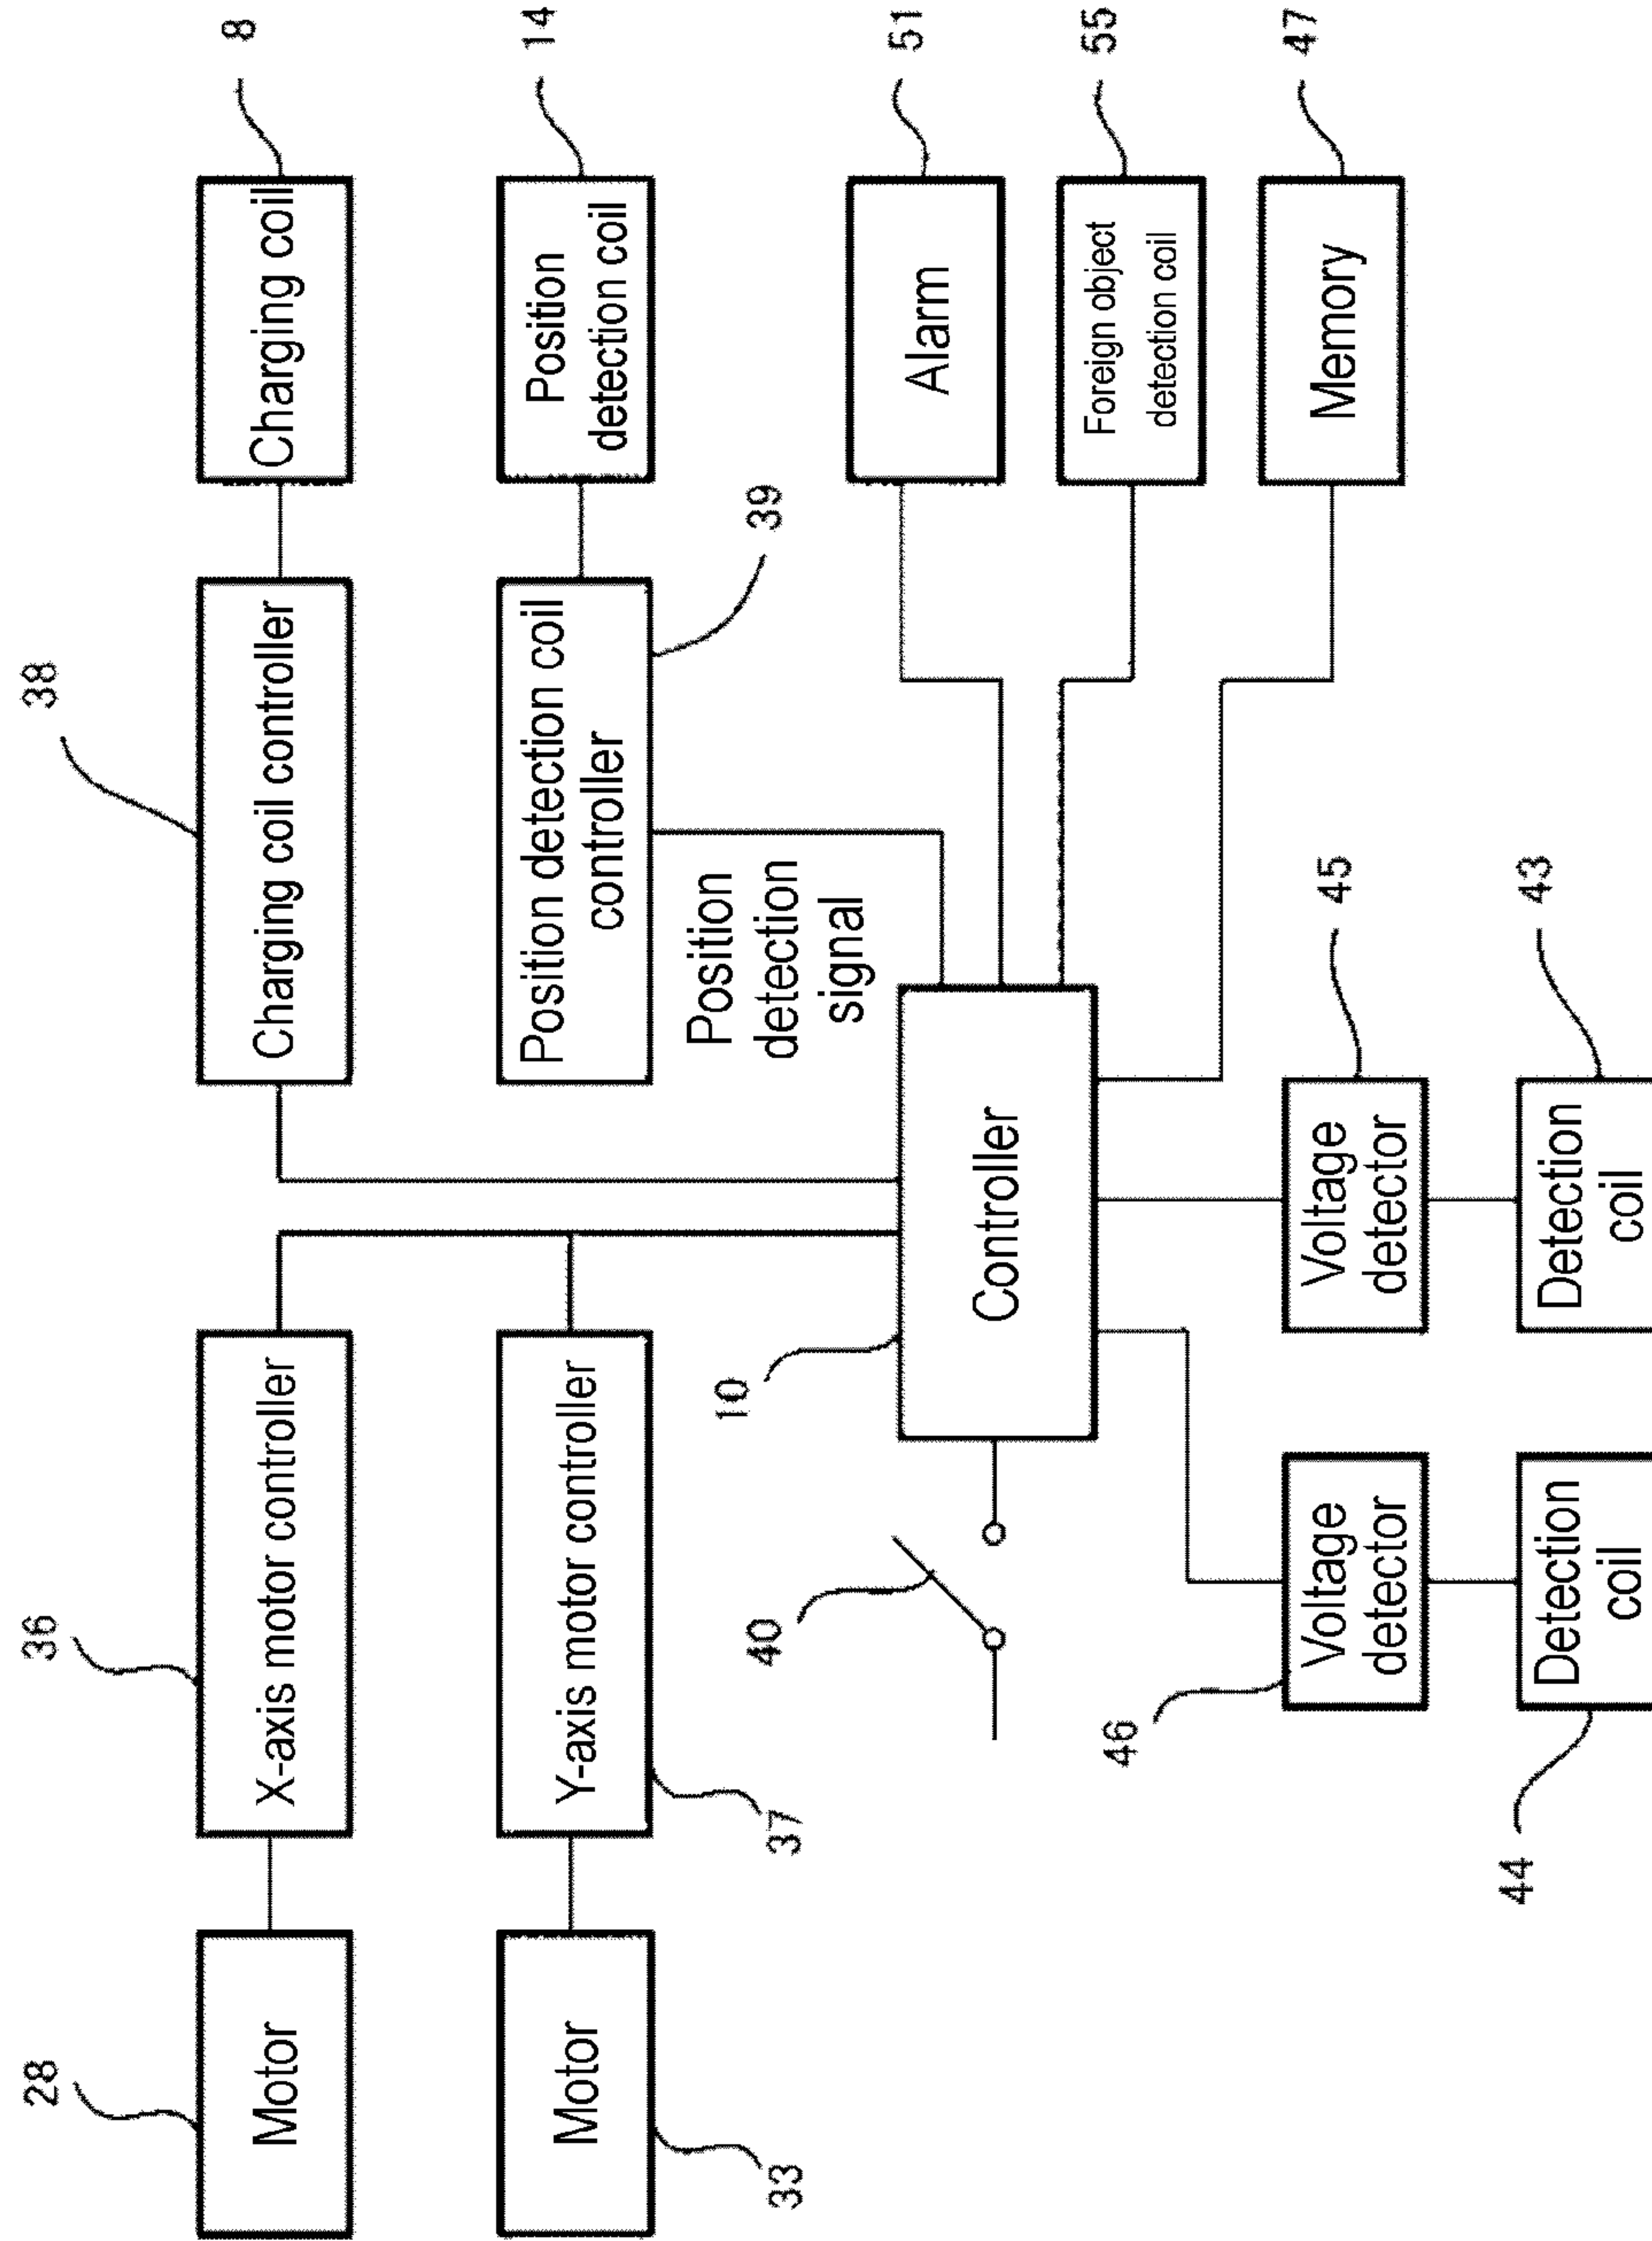 28
36
38
8
Motor
X-axis motor controller
Charging coil controller
Charging coil
Motor
Y-axis motor controller
Position detection coil
controller
Position
detection coil
14
33
37
39
Position
detection
signal
10
40
Controller
Alarm
51
Foreign object
detection coil
55
Memory
47
46
Voltage
detector
Voltage
detector
45
44
Detection
coil
Detection
coil
43